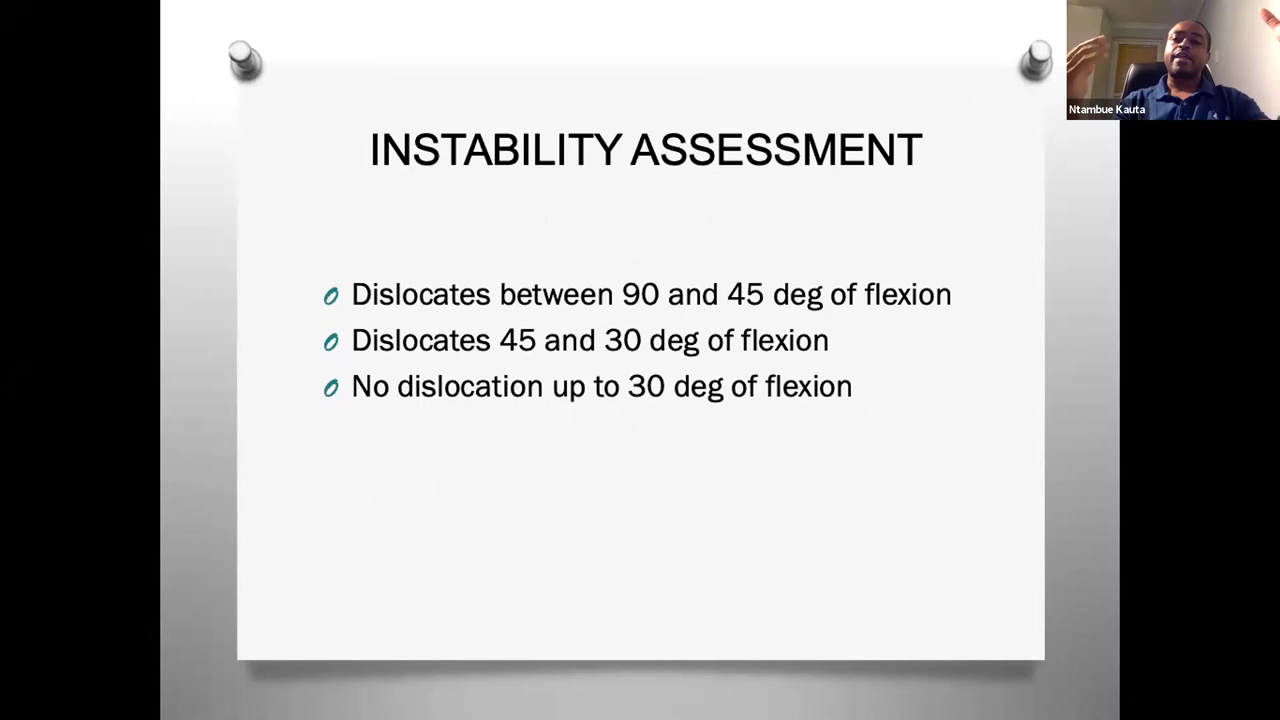 INSTABILITY ASSESSMENT
Dislocates between 90 and 45 deg of flexion
Dislocates 45 and 30 deg of flexion
No dislocation up to 30 deg of flexion
Ntambue Kauta